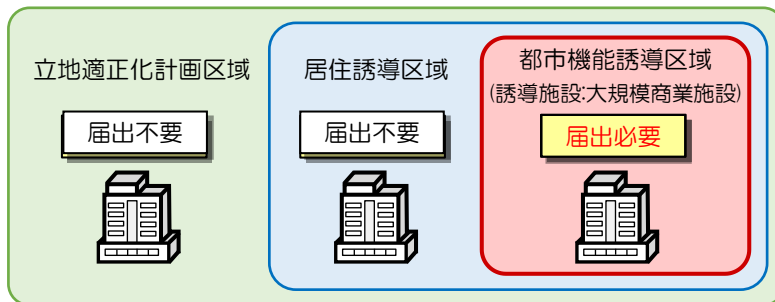 立地適正化計画区域
届出不要
居住誘導区域
届出不要
都市機能誘導区域
(誘導施設:大規模商業施設)
届出必要